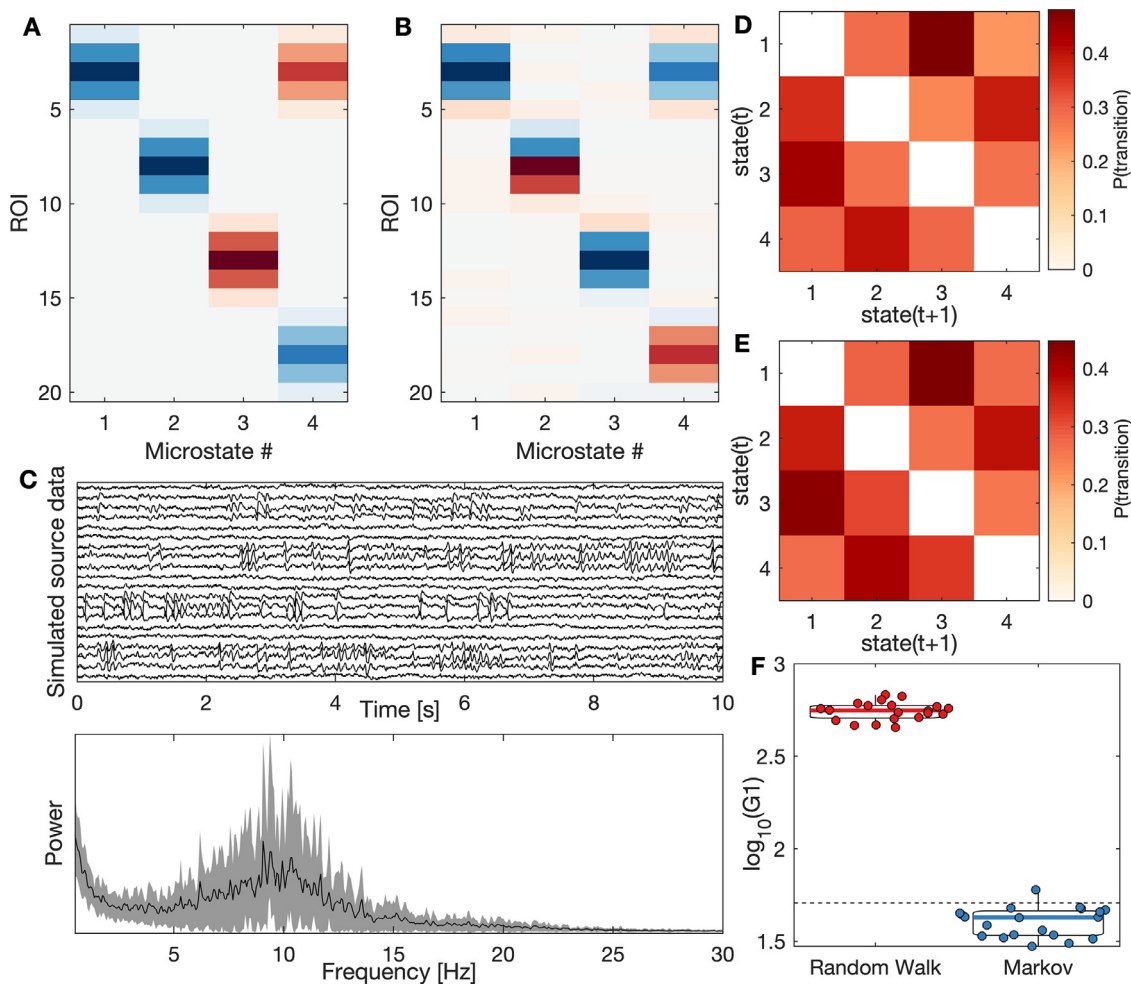 A
ROI
5
10
15
20
1 2 3 4
Microstate #
B
ROI
5
10
15
20
1 2 3 4
Microstate #
C
Simulated source data
0 2 4 6 8 10
Time [s]
Power
5 10 15 20 25 30
Frequency [Hz]
D
state(t)
1
2
3
4
1 2 3 4
state(t+1)
0.4
0.3
0.2
0.1
0
P(transition)
E
state(t)
1
2
3
4
1 2 3 4
state(t+1)
0.4
0.3
0.2
0.1
0
P(transition)
F
log10(G1)
3
2.5
2
1.5
Random Walk Markov